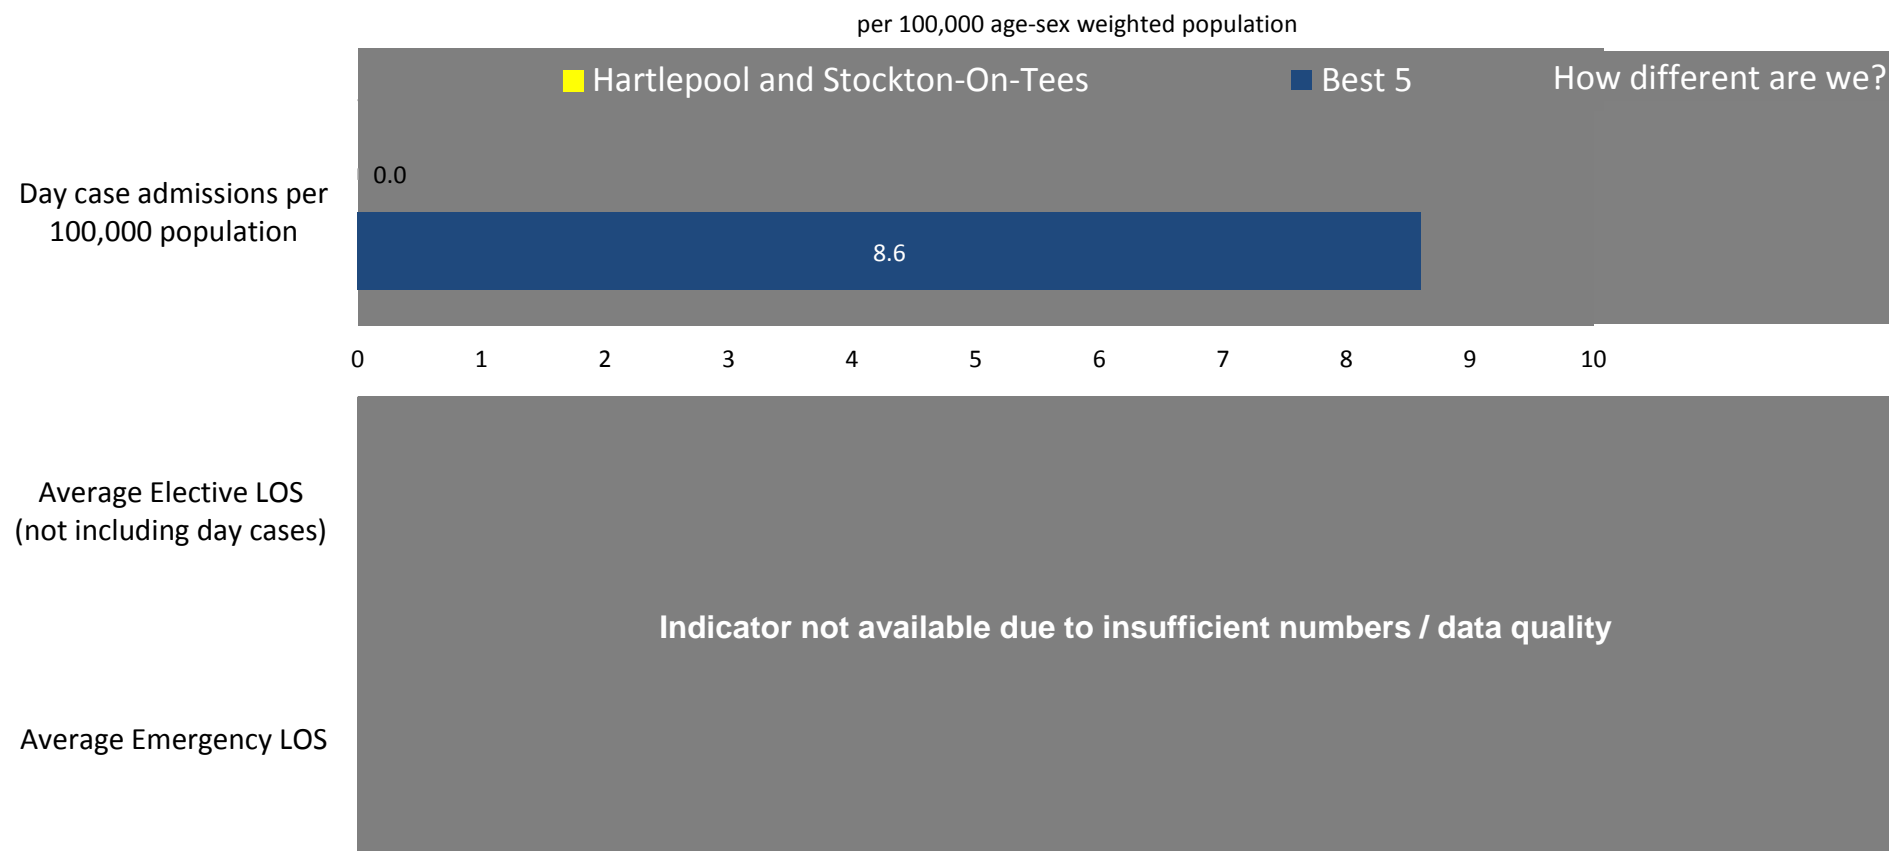 per 100,000 age-sex weighted population
Hartlepool and Stockton-On-Tees
Best 5
How different are we?
Day case admissions per
100,000 population
0.0
8.6
0 1 2 3 4 5 6 7 8 9 10
Average Elective LOS
(not including day cases)
Indicator not available due to insufficient numbers / data quality
Average Emergency LOS